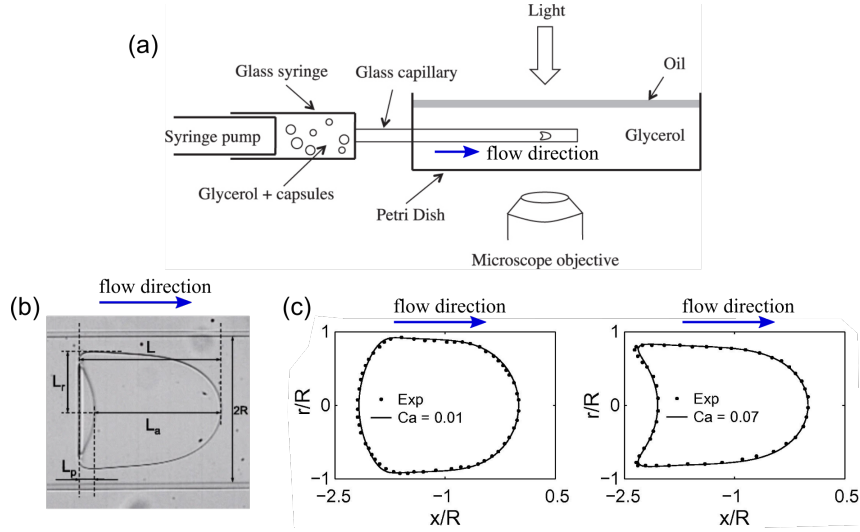 (a)
Light
Glass syringe
Glass capillary
Oil
Syringe pump
Glycerol
flow direction
Glycerol + capsules
Petri Dish
Microscope objective
(b)
flow direction
L
Lr
La
2R
Lp
(c)
flow direction
r/R
1
0
−1
Exp
Ca = 0.01
−2.5
−1
0.5
x/R
flow direction
r/R
1
0
−1
Exp
Ca = 0.07
−2.5
−1
0.5
x/R